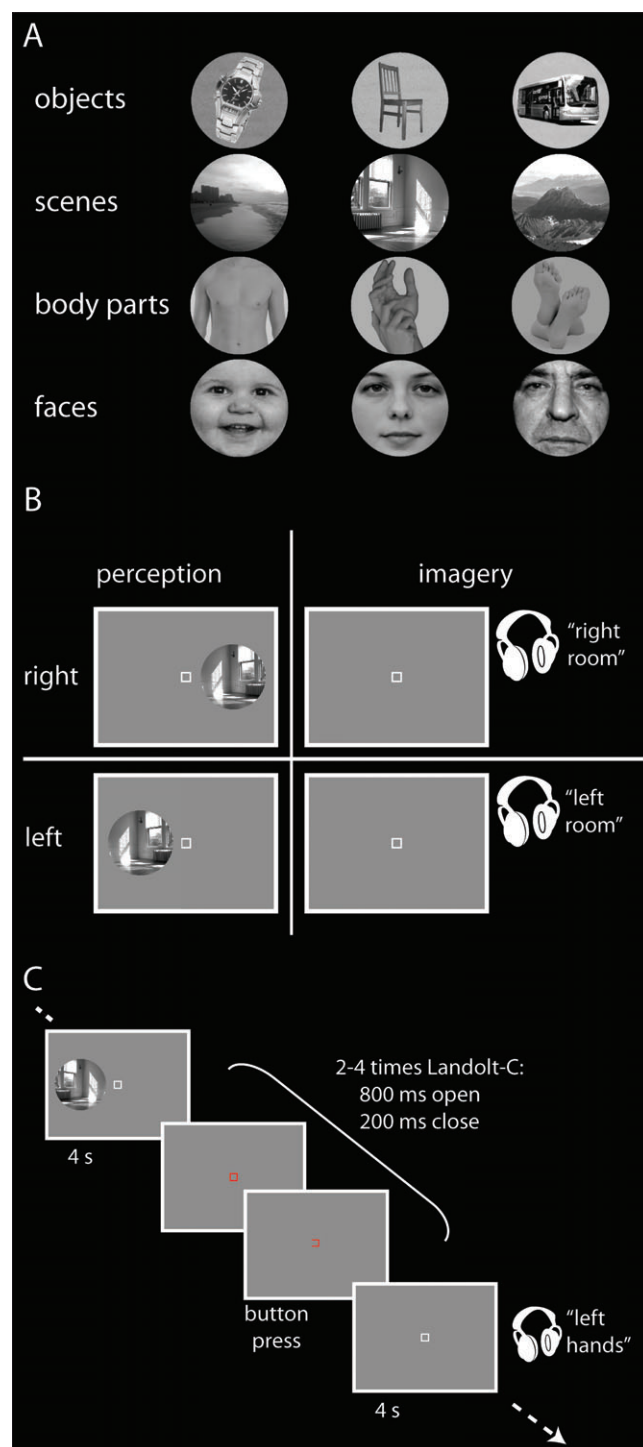 A
objects
scenes
body parts
faces
B
perception
imagery
right
“right
room”
left
“left
room”
C
2-4 times Landolt-C:
800 ms open
200 ms close
4 s
button
press
“left
hands”
4 s